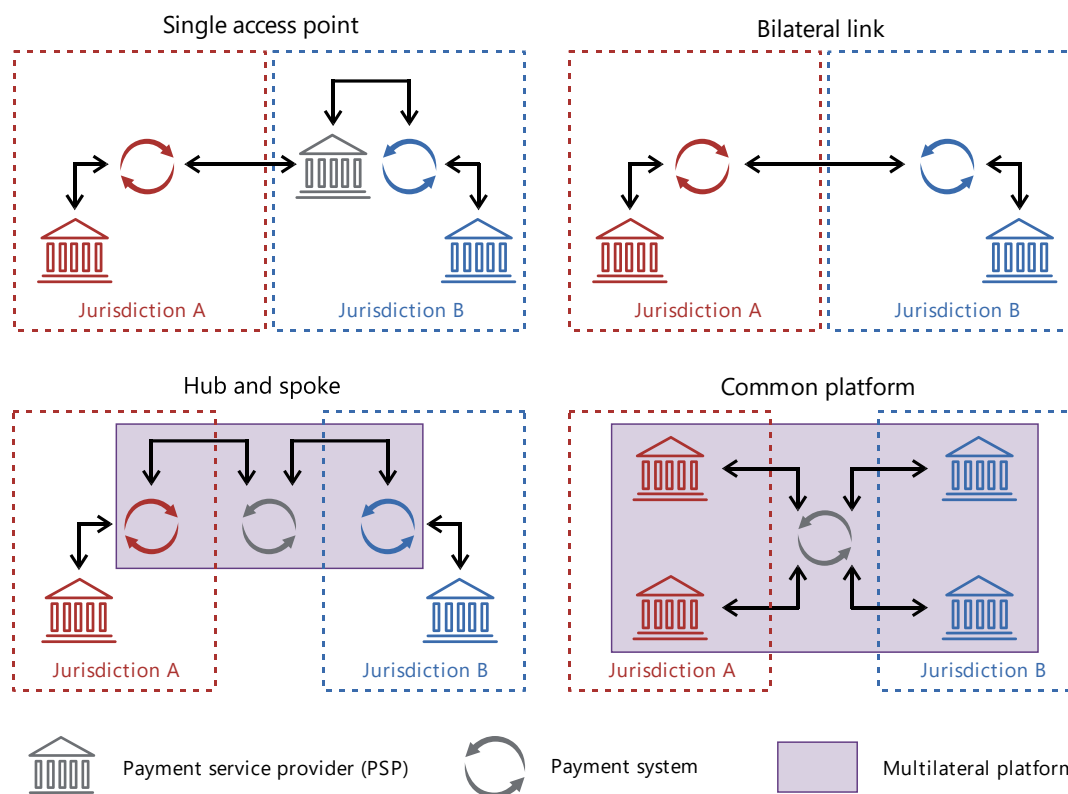 Single access point
Bilateral link
Jurisdiction A
Jurisdiction B
Jurisdiction A
Jurisdiction B
Hub and spoke
Common platform
Jurisdiction A
Jurisdiction B
Jurisdiction A
Jurisdiction B
Payment service provider (PSP)
Payment system
Multilateral platform